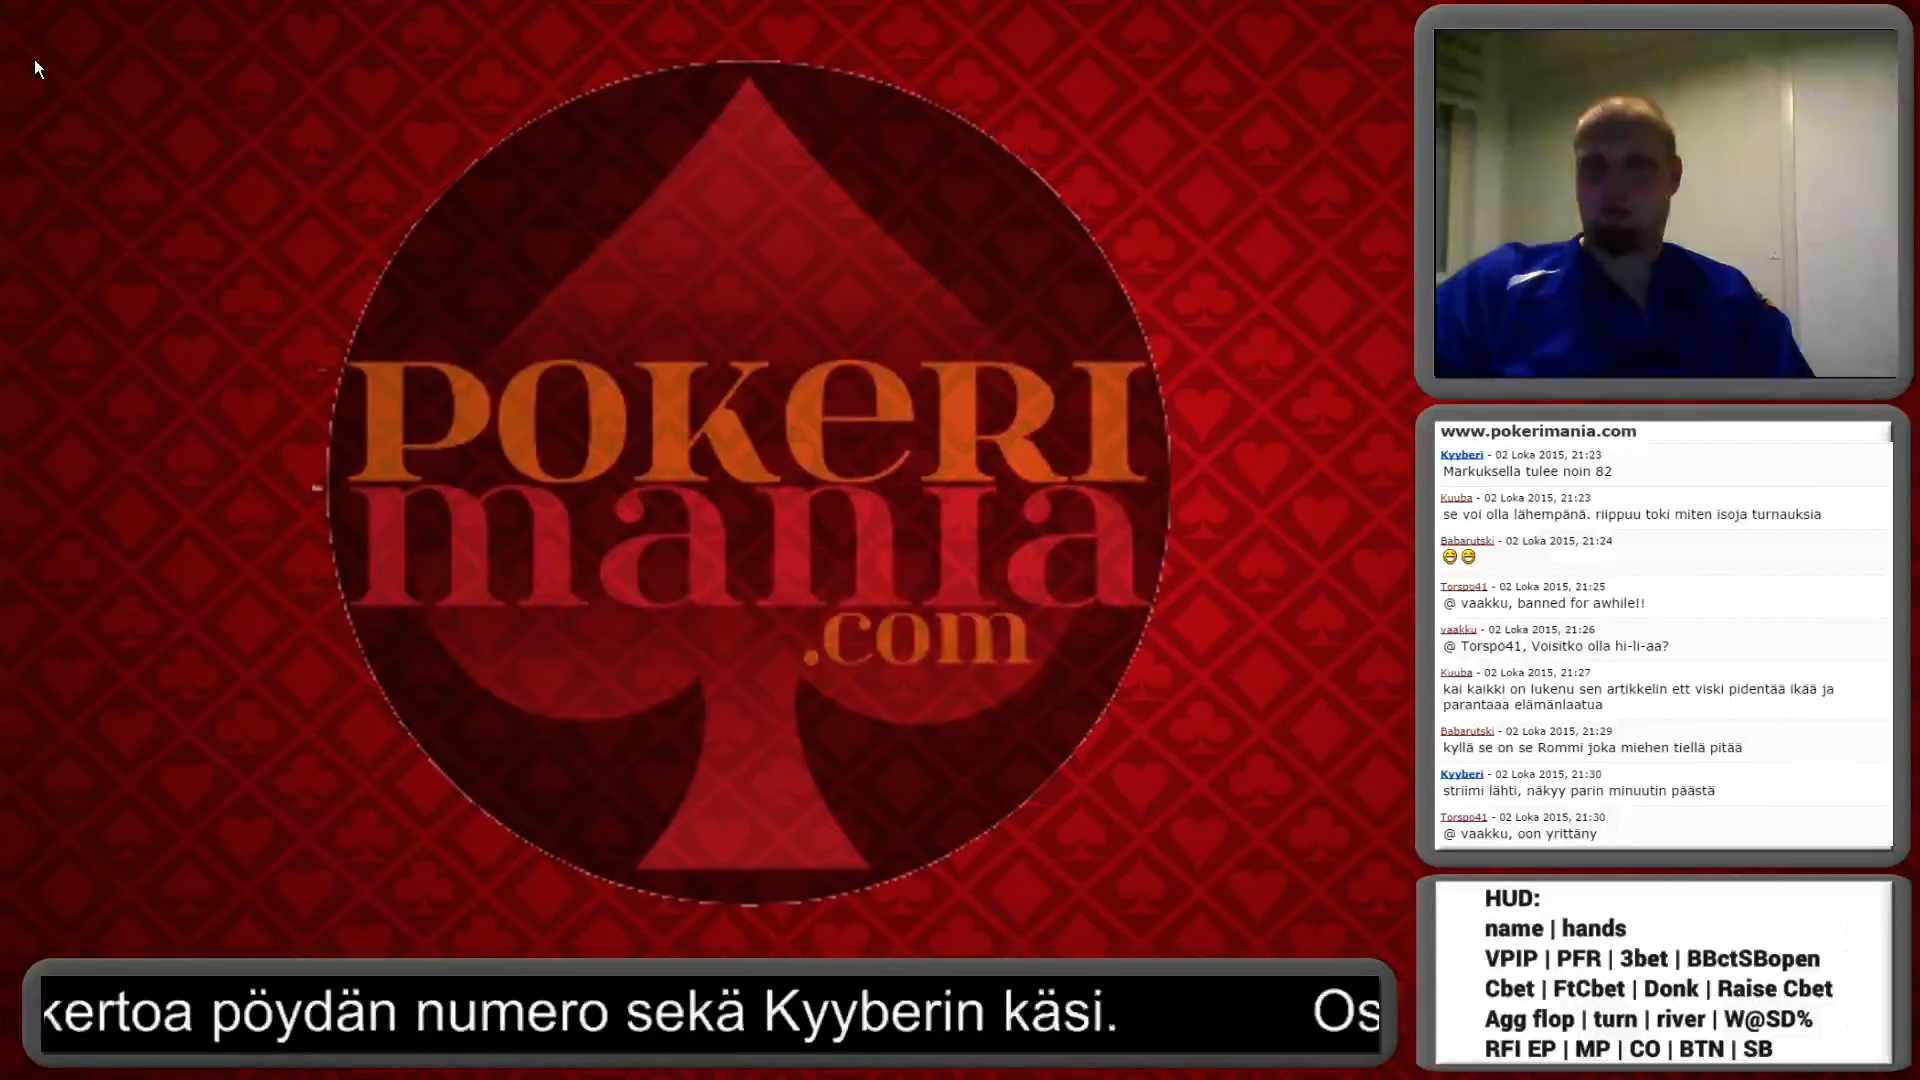 POKERI
mania
.com
kertoa pöydän numero sekä Kyyberin käsi. Os
www.pokerimania.com
Kyyberi - 02 Loka 2015, 21:23
Markuksella tulee noin 82
Kuuba - 02 Loka 2015, 21:23
se voi olla lähempänä. riippuu toki miten isoja turnauksia
Babarutski - 02 Loka 2015, 21:24
Torspo41 - 02 Loka 2015, 21:25
@ vaakku, banned for awhile!!
vaakku - 02 Loka 2015, 21:26
@ Torspo41, Voisitko olla hi-li-aa?
Kuuba - 02 Loka 2015, 21:27
kai kaikki on lukenu sen artikkelin ett viski pidentää ikää ja
parantaaa elämänlaatua
Babarutski - 02 Loka 2015, 21:29
kyllä se on se Rommi joka miehen tiellä pitää
Kyyberi - 02 Loka 2015, 21:30
striimi lähti, näkyy parin minuutin päästä
Torspo41 - 02 Loka 2015, 21:30
@ vaakku, oon yrittäny
HUD:
name | hands
VPIP | PFR | 3bet | BBctSBopen
Cbet | FtCbet | Donk | Raise Cbet
Agg flop | turn | river | W@SD%
RFI EP | MP | CO | BTN | SB